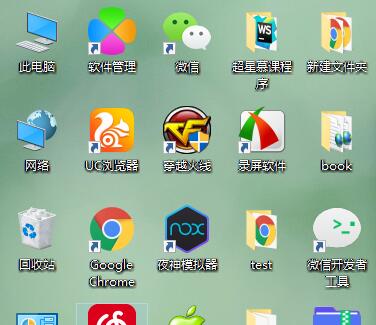 此电脑
软件管理
微信
超星慕课程
序
新建文件夹
WS
网络
UC浏览器
穿越火线
录屏软件
book
回收站
Google
Chrome
nox
夜神模拟器
test
微信开发者
工具